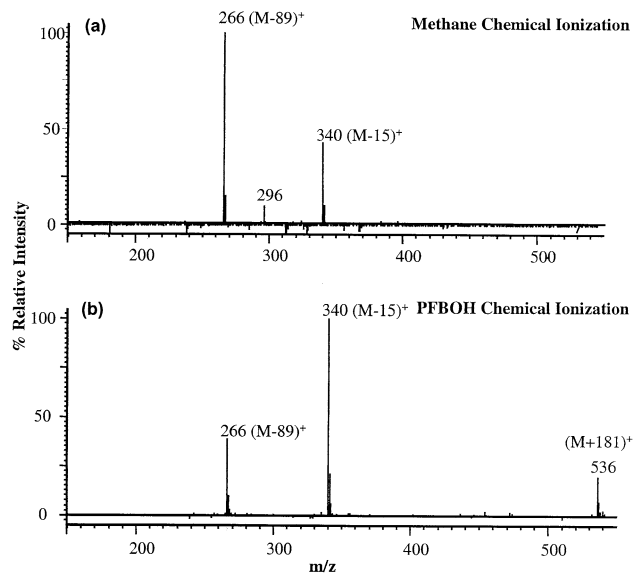 (a)
Methane Chemical Ionization
266 (M-89)+
340 (M-15)+
296
100
50
0
200
300
400
500
% Relative Intensity
(b)
PFBOH Chemical Ionization
340 (M-15)+
266 (M-89)+
(M+181)+
536
100
50
0
200
300
400
500
m/z